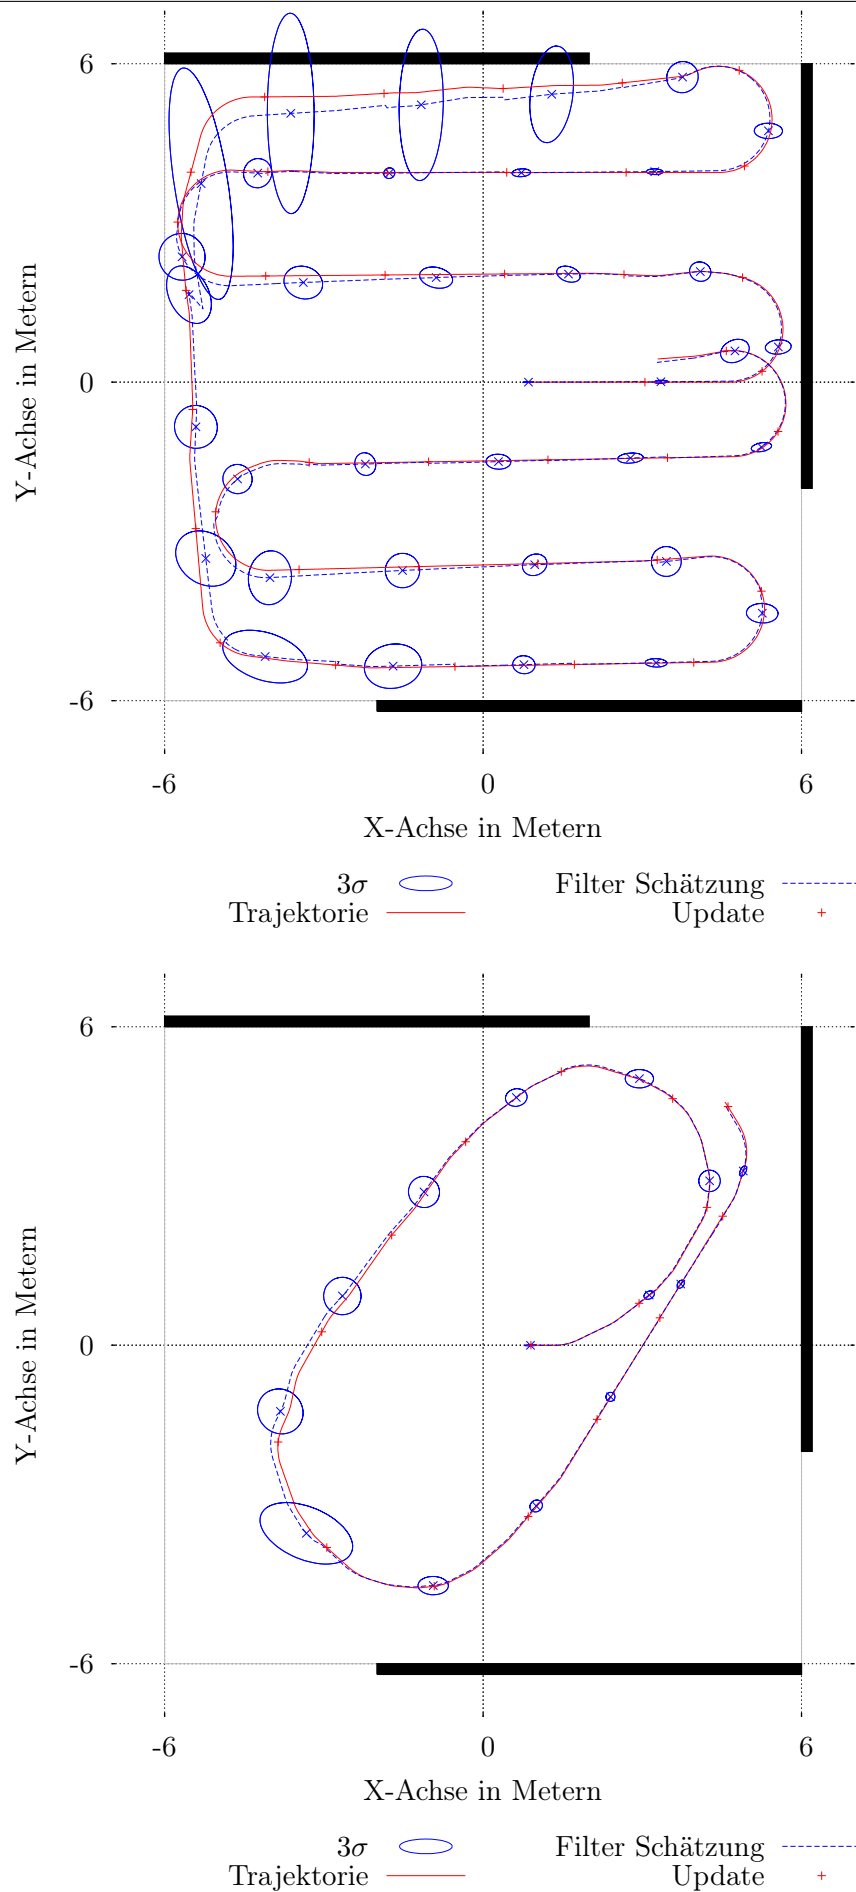 6
0
-6
Y-Achse in Metern
-6 0 6
X-Achse in Metern
3σ Filter Schätzung
Trajektorie Update
6
0
-6
Y-Achse in Metern
-6 0 6
X-Achse in Metern
3σ Filter Schätzung
Trajektorie Update